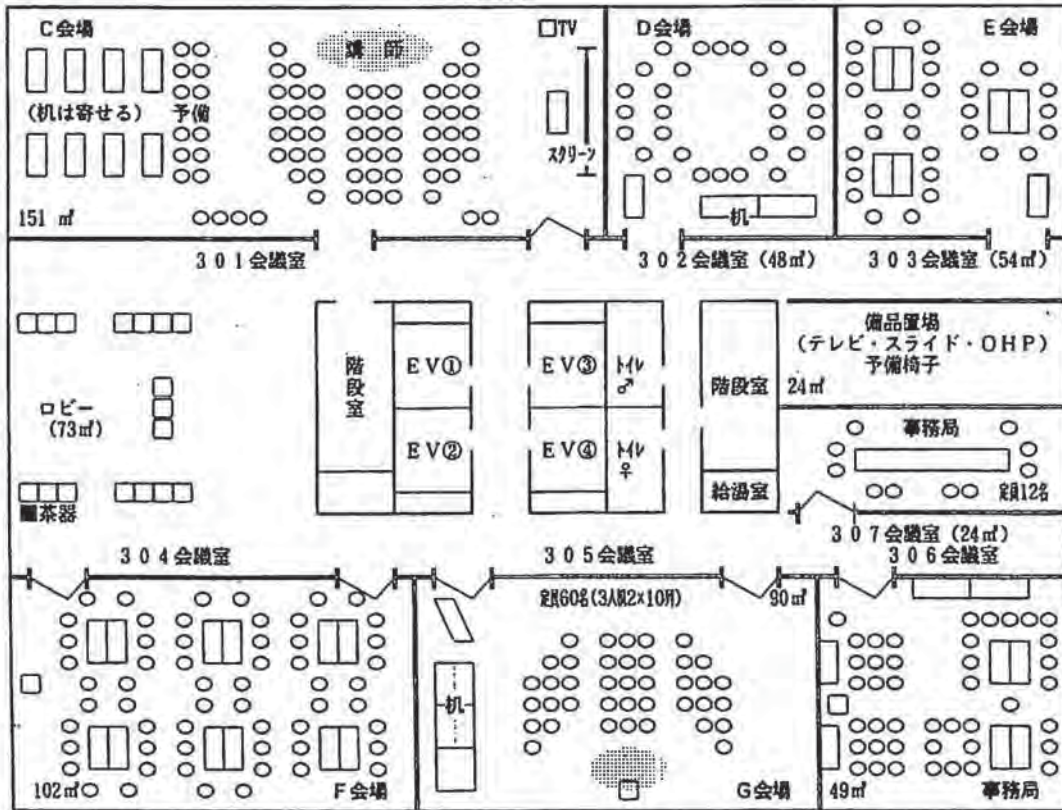 C会場
講師
TV
D会場
E会場
(机は寄せる)
予備
スクリーン
机
151㎡
301会議室
302会議室(48㎡)
303会議室(54㎡)
備品置場
(テレビ・スライド・OHP)
予備椅子
24㎡
階段室
EV①
EV③
トイレ
♂
階段室
ロビー
(73㎡)
EV②
EV④
トイレ
♀
給湯室
事務局
定員12名
茶器
307会議室(24㎡)
304会議室
305会議室
306会議室
定員60名(3人掛2×10列)
90㎡
机
102㎡
F会場
G会場
49㎡
事務局